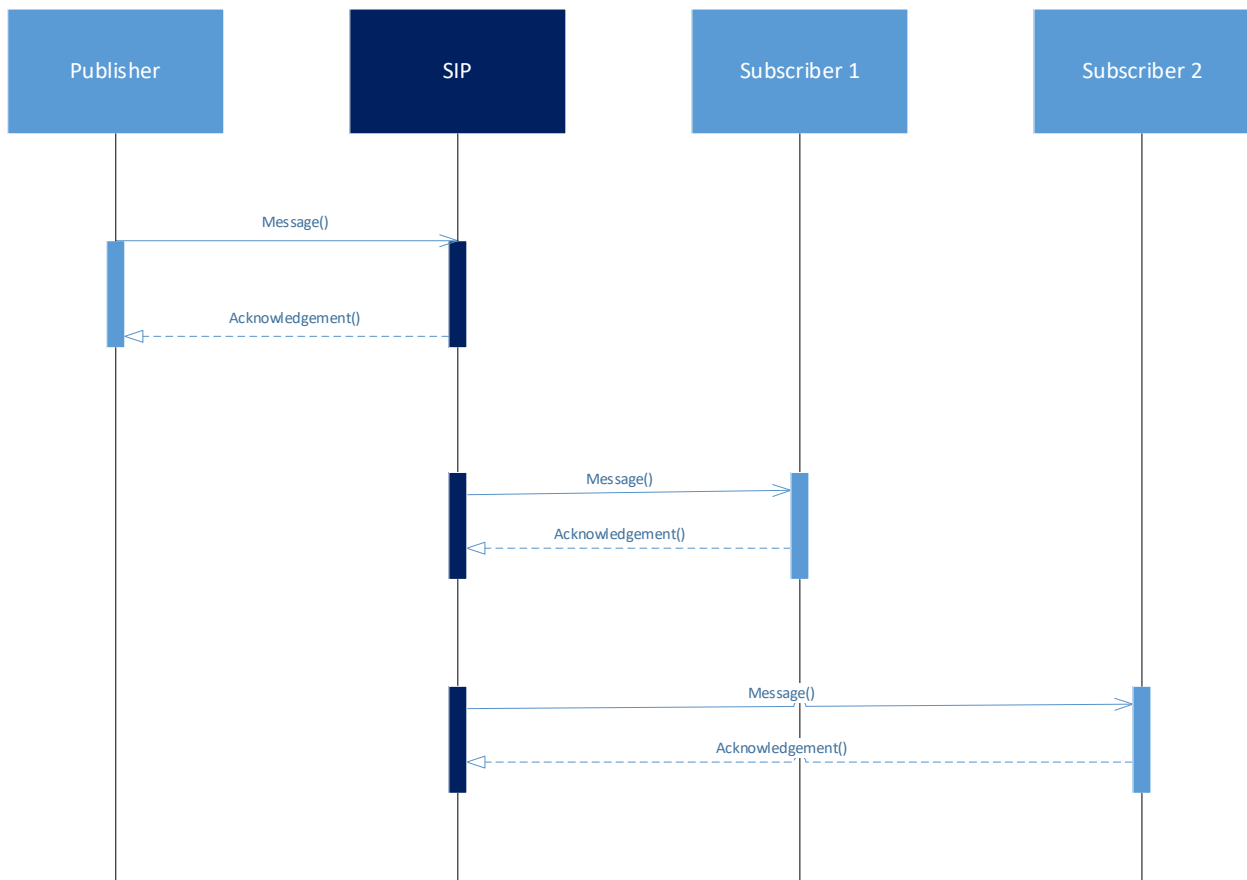 Publisher
SIP
Subscriber 1
Subscriber 2
Message()
Acknowledgement()
Message()
Acknowledgement()
Message()
Acknowledgement()